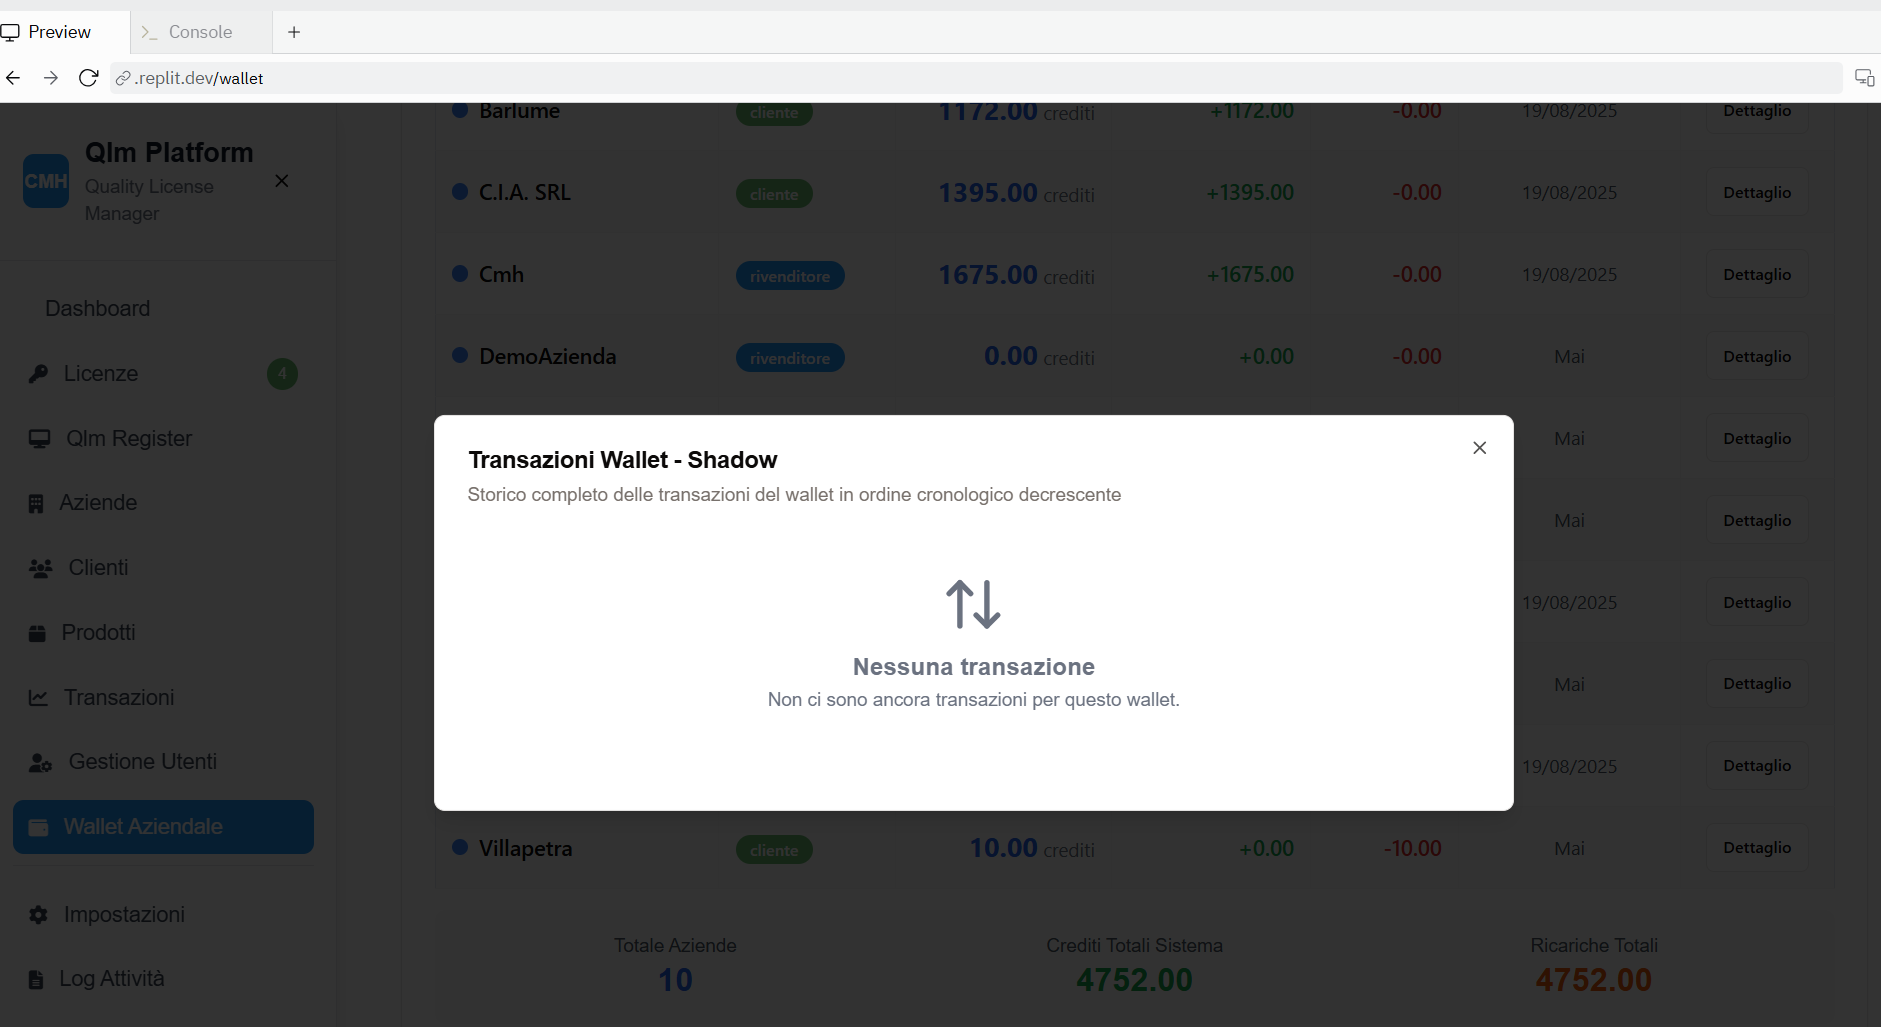 Preview
Console
.replit.dev/wallet
CMH
Qlm Platform
Quality License
Manager
Dashboard
Licenze 4
Qlm Register
Aziende
Clienti
Prodotti
Transazioni
Gestione Utenti
Wallet Aziendale
Impostazioni
Log Attività
Barlume cliente 1172.00 crediti +1172.00 -0.00 19/08/2025 Dettaglio
C.I.A. SRL cliente 1395.00 crediti +1395.00 -0.00 19/08/2025 Dettaglio
Cmh rivenditore 1675.00 crediti +1675.00 -0.00 19/08/2025 Dettaglio
DemoAzienda rivenditore 0.00 crediti +0.00 -0.00 Mai Dettaglio
Mai Dettaglio
Mai Dettaglio
19/08/2025 Dettaglio
Mai Dettaglio
19/08/2025 Dettaglio
Transazioni Wallet - Shadow
Storico completo delle transazioni del wallet in ordine cronologico decrescente
Nessuna transazione
Non ci sono ancora transazioni per questo wallet.
Villapetra cliente 10.00 crediti +0.00 -10.00 Mai Dettaglio
Totale Aziende
10
Crediti Totali Sistema
4752.00
Ricariche Totali
4752.00